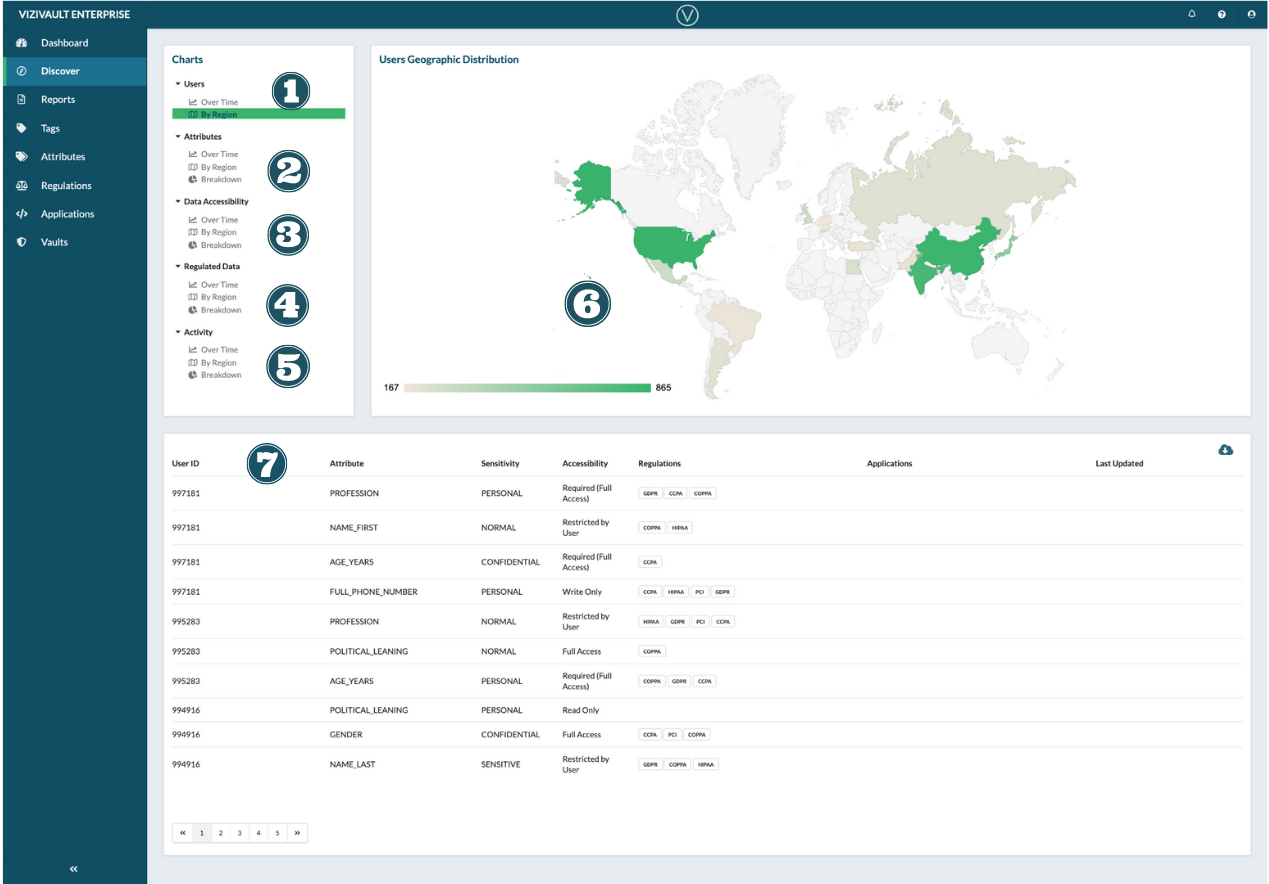 VIZIVAULT ENTERPRISE
V
Dashboard
Discover
Reports
Tags
Attributes
Regulations
Applications
Vaults
Charts
Users
Over Time
By Region
1
Attributes
Over Time
By Region
Breakdown
2
Data Accessibility
Over Time
By Region
Breakdown
3
Regulated Data
Over Time
By Region
Breakdown
4
Activity
Over Time
By Region
Breakdown
5
Users Geographic Distribution
6
167 865
7
User ID Attribute Sensitivity Accessibility Regulations Applications Last Updated
997181 PROFESSION PERSONAL Required (Full
Access) GDPR CCPA COPPA
997181 NAME_FIRST NORMAL Restricted by
User COPPA HIPAA
997181 AGE_YEARS CONFIDENTIAL Required (Full
Access) CCPA
997181 FULL_PHONE_NUMBER PERSONAL Write Only CCPA HIPAA PCI GDPR
995283 PROFESSION NORMAL Restricted by
User HIPAA GDPR PCI CCPA
995283 POLITICAL_LEANING NORMAL Full Access COPPA
995283 AGE_YEARS PERSONAL Required (Full
Access) COPPA GDPR CCPA
994916 POLITICAL_LEANING PERSONAL Read Only
994916 GENDER CONFIDENTIAL Full Access CCPA PCI COPPA
994916 NAME_LAST SENSITIVE Restricted by
User GDPR COPPA HIPAA
« 1 2 3 4 5 »
«